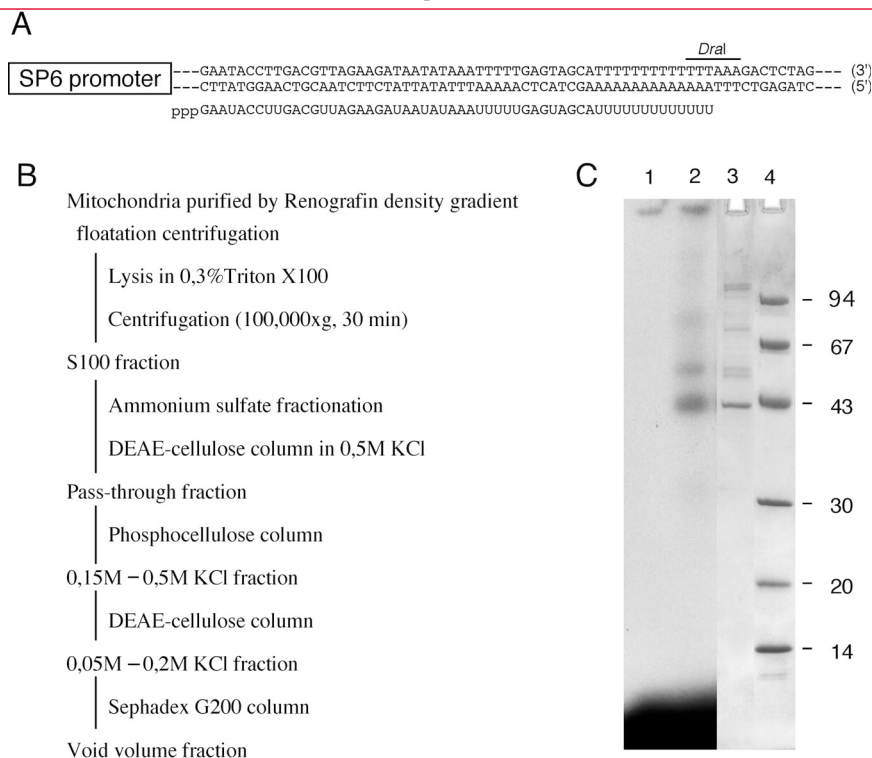 A
DraI
SP6 promoter
---GAATACCTTGACGTTAGAAGATAATATAAATTTTTGAGTAGCATTTTTTTTTTTTTTTTAAAGACTCTAG--- (3')
---CTTATGGAACTGCAATCTTCTATTATATTTAAAAACTCATCGAAAAAAAAAAAAAAAATTTCTGAGATC--- (5')
pppGAAUACCUUGACGUUAGAAGAUAAUAUAAAUUUUUGAGUAGCAUUUUUUUUUUUUUU
B
Mitochondria purified by Renografin density gradient
floatation centrifugation
Lysis in 0,3%Triton X100
Centrifugation (100,000xg, 30 min)
S100 fraction
Ammonium sulfate fractionation
DEAE-cellulose column in 0,5M KCl
Pass-through fraction
Phosphocellulose column
0,15M – 0,5M KCl fraction
DEAE-cellulose column
0,05M – 0,2M KCl fraction
Sephadex G200 column
Void volume fraction
C
1 2 3 4
– 94
– 67
– 43
– 30
– 20
– 14